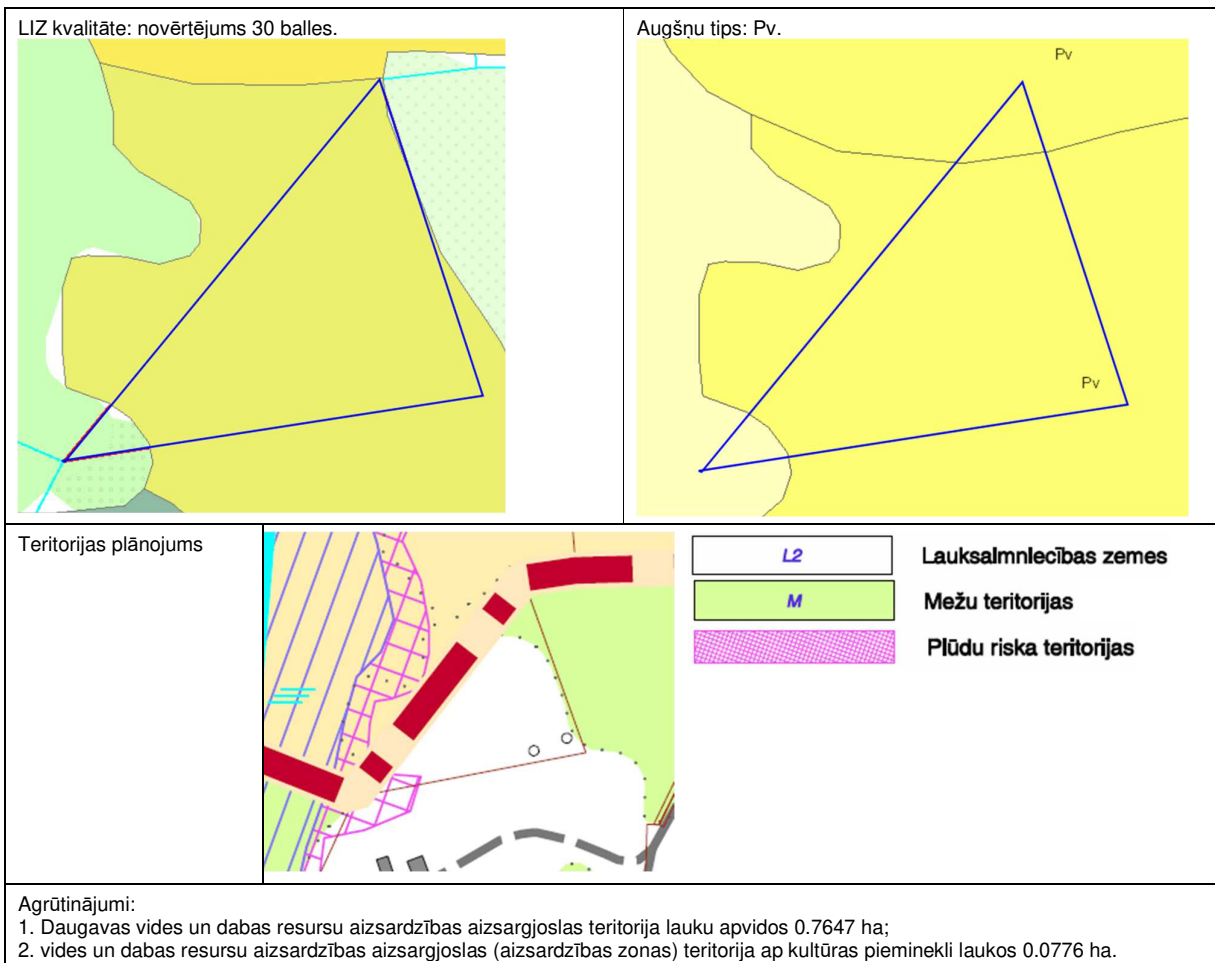 LIZ kvalitāte: novērtējums 30 balles.
Augšņu tips: Pv.
Pv
Pv
Teritorijas plānojums
L2 Lauksaimniecības zemes
M Mežu teritorijas
Plūdu riska teritorijas
Agrūtinājumi:
1. Daugavas vides un dabas resursu aizsardzības aizsargjoslas teritorija lauku apvidos 0.7647 ha;
2. vides un dabas resursu aizsardzības aizsargjoslas (aizsardzības zonas) teritorija ap kultūras pieminekli laukos 0.0776 ha.